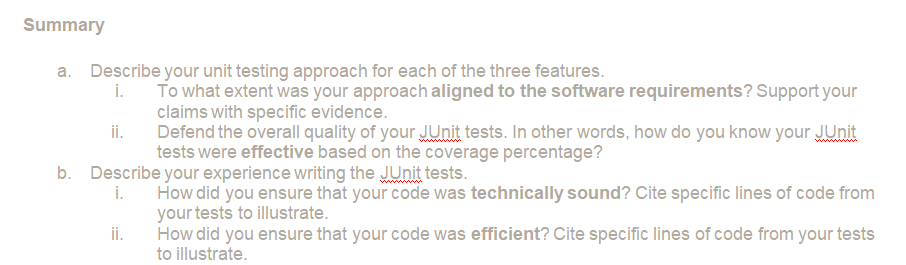 Summary
a. Describe your unit testing approach for each of the three features.
i. To what extent was your approach aligned to the software requirements? Support your
claims with specific evidence.
ii. Defend the overall quality of your JUnit tests. In other words, how do you know your JUnit
tests were effective based on the coverage percentage?
b. Describe your experience writing the JUnit tests.
i. How did you ensure that your code was technically sound? Cite specific lines of code from
your tests to illustrate.
ii. How did you ensure that your code was efficient? Cite specific lines of code from your tests
to illustrate.